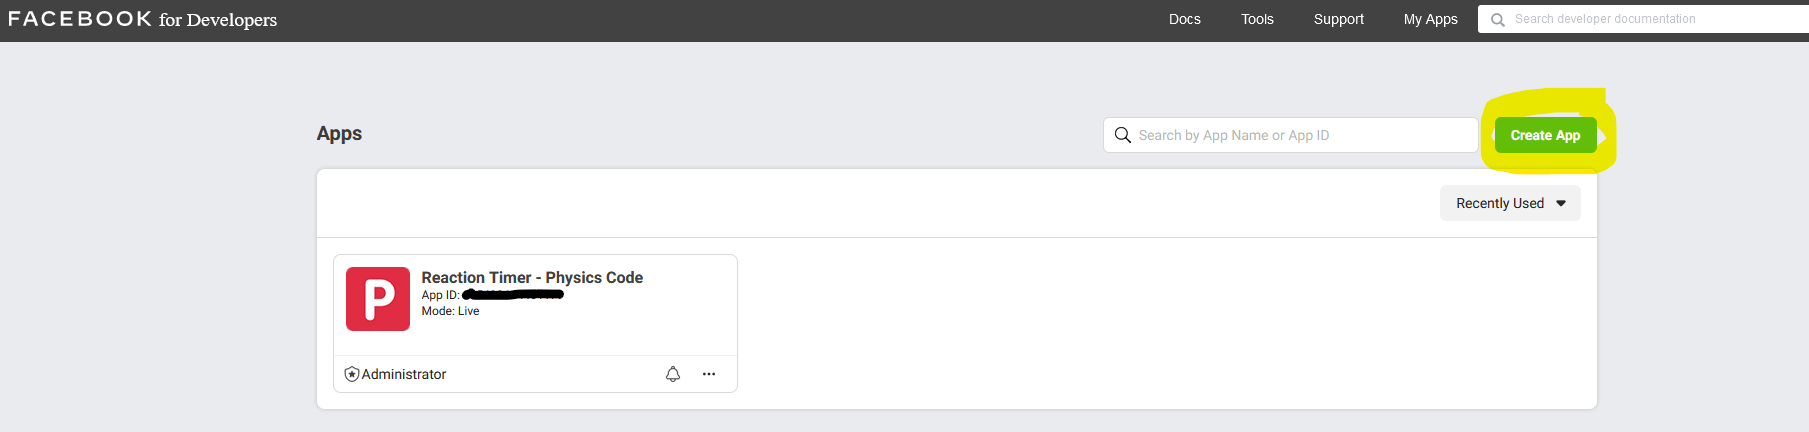 FACEBOOK for Developers
Docs
Tools
Support
My Apps
Search developer documentation
Apps
Search by App Name or App ID
Create App
Recently Used
P
Reaction Timer - Physics Code
App ID:
Mode: Live
Administrator